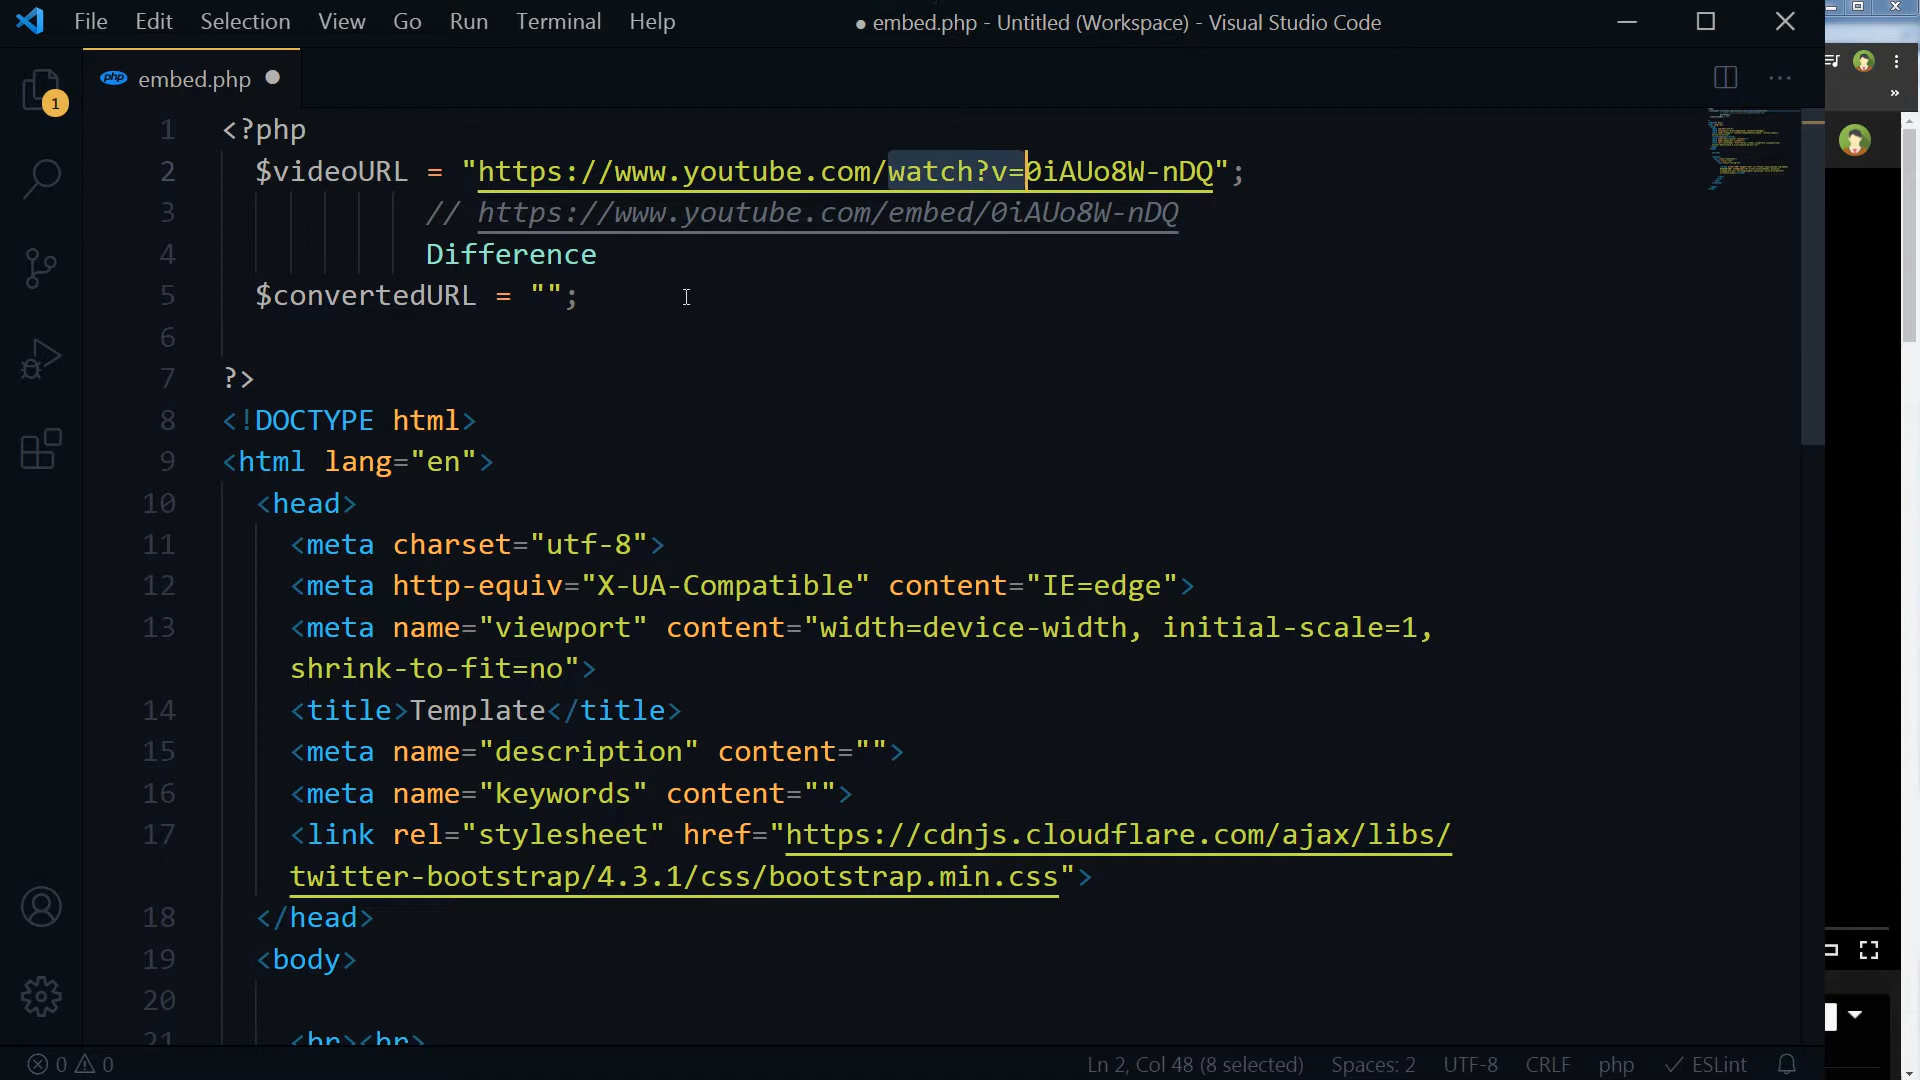 File Edit Selection View Go Run Terminal Help ● embed.php - Untitled (Workspace) - Visual Studio Code
php embed.php
1
1 <?php
2 $videoURL = "https://www.youtube.com/watch?v=0iAUo8W-nDQ";
3 // https://www.youtube.com/embed/0iAUo8W-nDQ
4 Difference
5 $convertedURL = "";
6
7 ?>
8 <!DOCTYPE html>
9 <html lang="en">
10 <head>
11 <meta charset="utf-8">
12 <meta http-equiv="X-UA-Compatible" content="IE=edge">
13 <meta name="viewport" content="width=device-width, initial-scale=1,
shrink-to-fit=no">
14 <title>Template</title>
15 <meta name="description" content="">
16 <meta name="keywords" content="">
17 <link rel="stylesheet" href="https://cdnjs.cloudflare.com/ajax/libs/
twitter-bootstrap/4.3.1/css/bootstrap.min.css">
18 </head>
19 <body>
20
21 <br><br>
0 0 Ln 2, Col 48 (8 selected) Spaces: 2 UTF-8 CRLF php ESLint